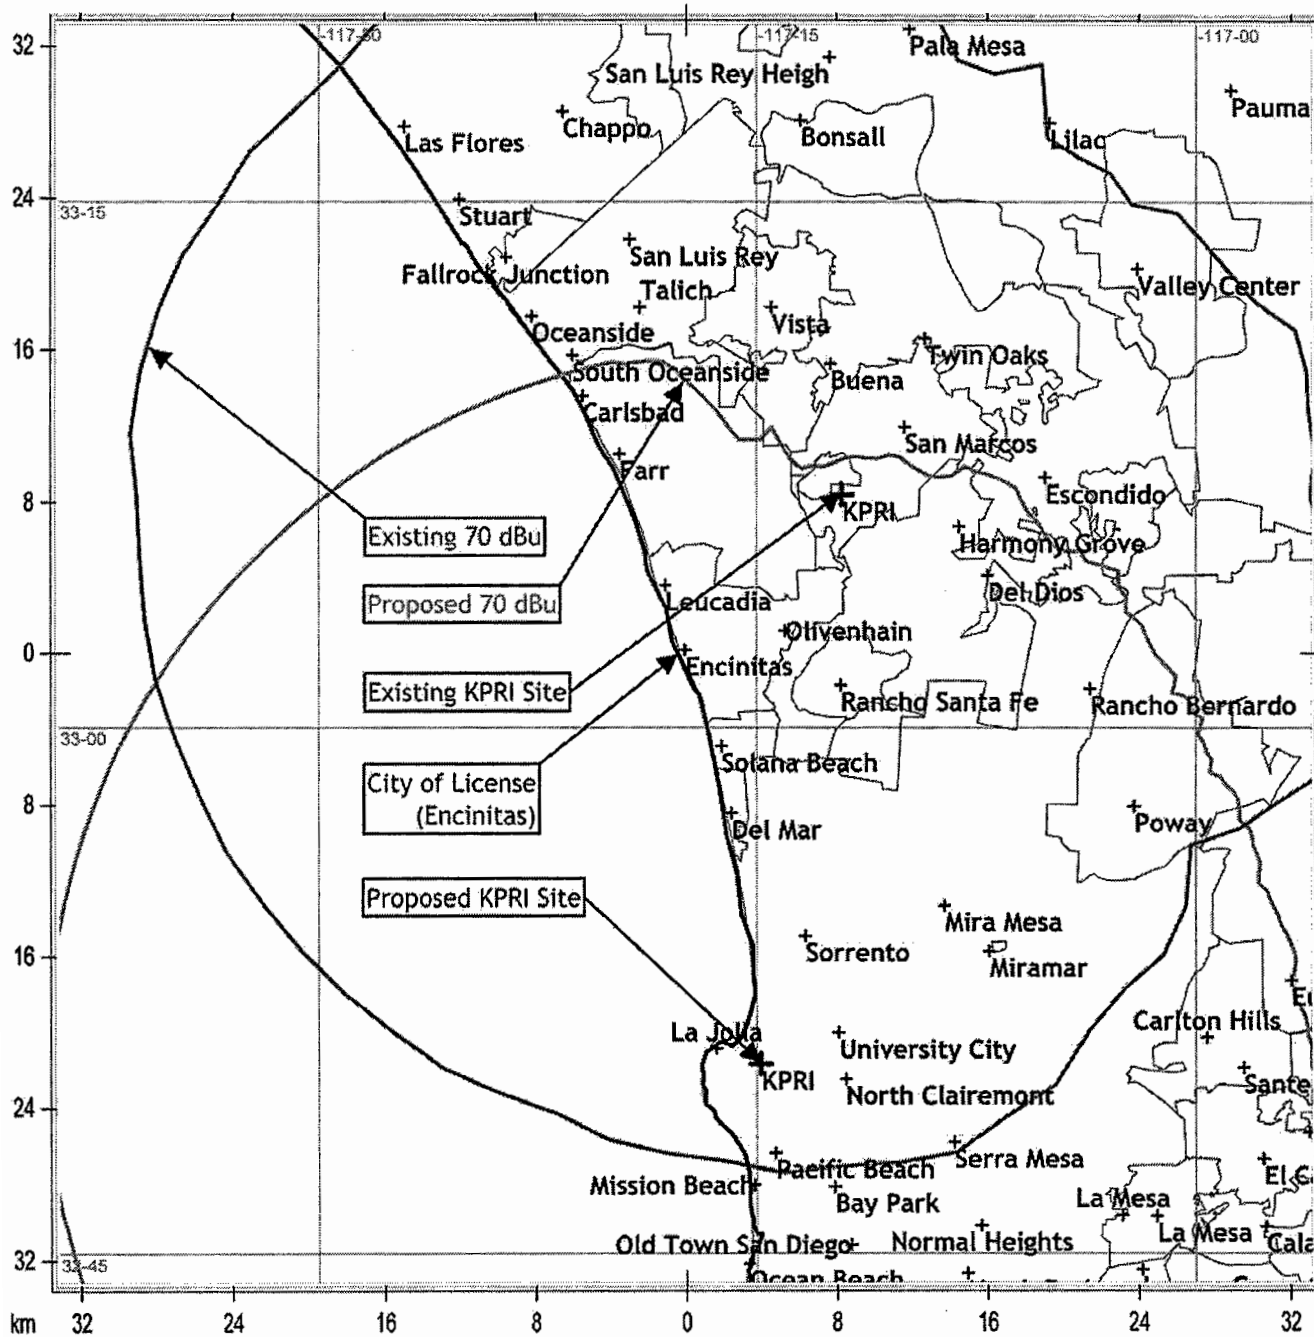 32
-117-30
-117-15
-117-00
Pala Mesa
San Luis Rey Heigh
Pauma
Chappo
Bonsall
Las Flores
Lilac
24
33-15
Stuart
San Luis Rey
Fallrock Junction
Talich
Valley Center
Oceanside
Vista
16
Twin Oaks
South Oceanside
Buena
Carlsbad
San Marcos
Farr
Escondido
8
KPRI
Existing 70 dBu
Harmony Grove
Proposed 70 dBu
Leucadia
Del Dios
Olivenhain
0
Encinitas
Existing KPRI Site
Rancho Santa Fe
Rancho Bernardo
33-00
Solana Beach
City of License
(Encinitas)
8
Del Mar
Poway
Proposed KPRI Site
Mira Mesa
16
Sorrento
Miramar
La Jolla
Carlton Hills
University City
KPRI
North Clairemont
Sante
24
Pacific Beach
Serra Mesa
Mission Beach
Bay Park
La Mesa
El C
Old Town San Diego
Normal Heights
La Mesa
Cala
32
32-45
Ocean Beach
km
32
24
16
8
0
8
16
24
32